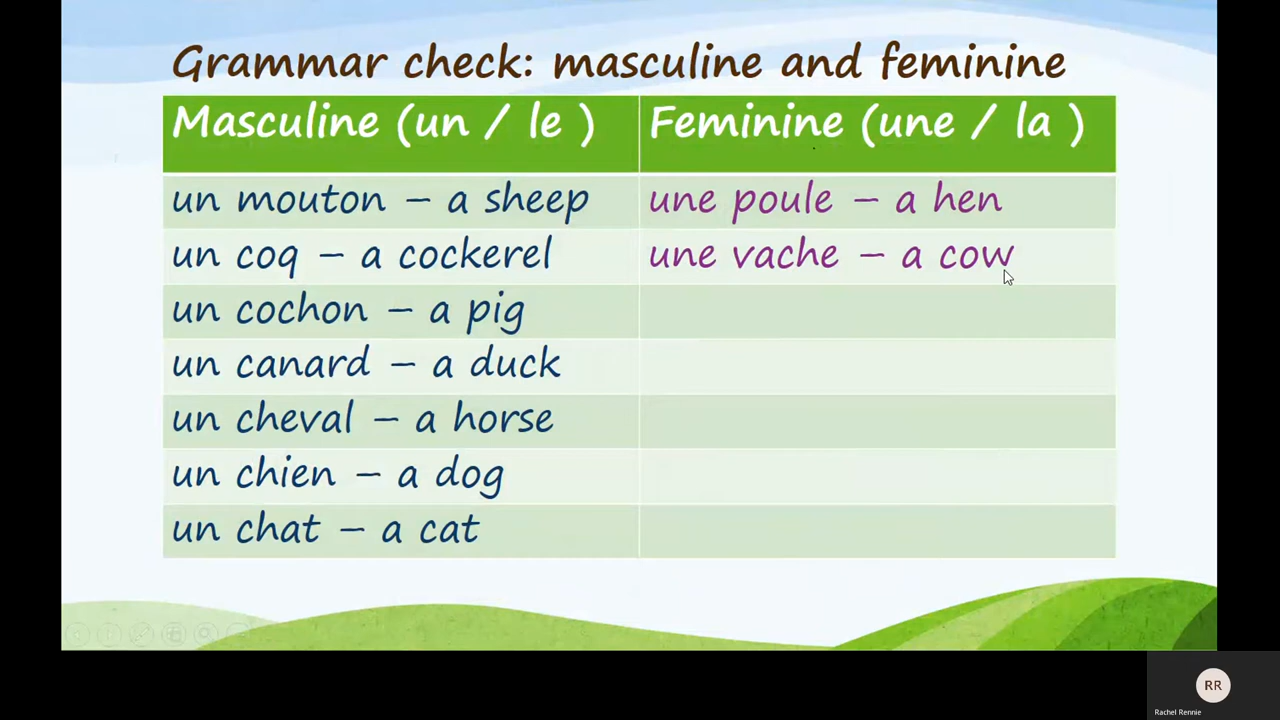 Grammar check: masculine and feminine
Masculine (un / le )
Feminine (une / la )
un mouton – a sheep
une poule – a hen
un coq – a cockerel
une vache – a cow
un cochon – a pig
un canard – a duck
un cheval – a horse
un chien – a dog
un chat – a cat
RR
Rachel Rennie